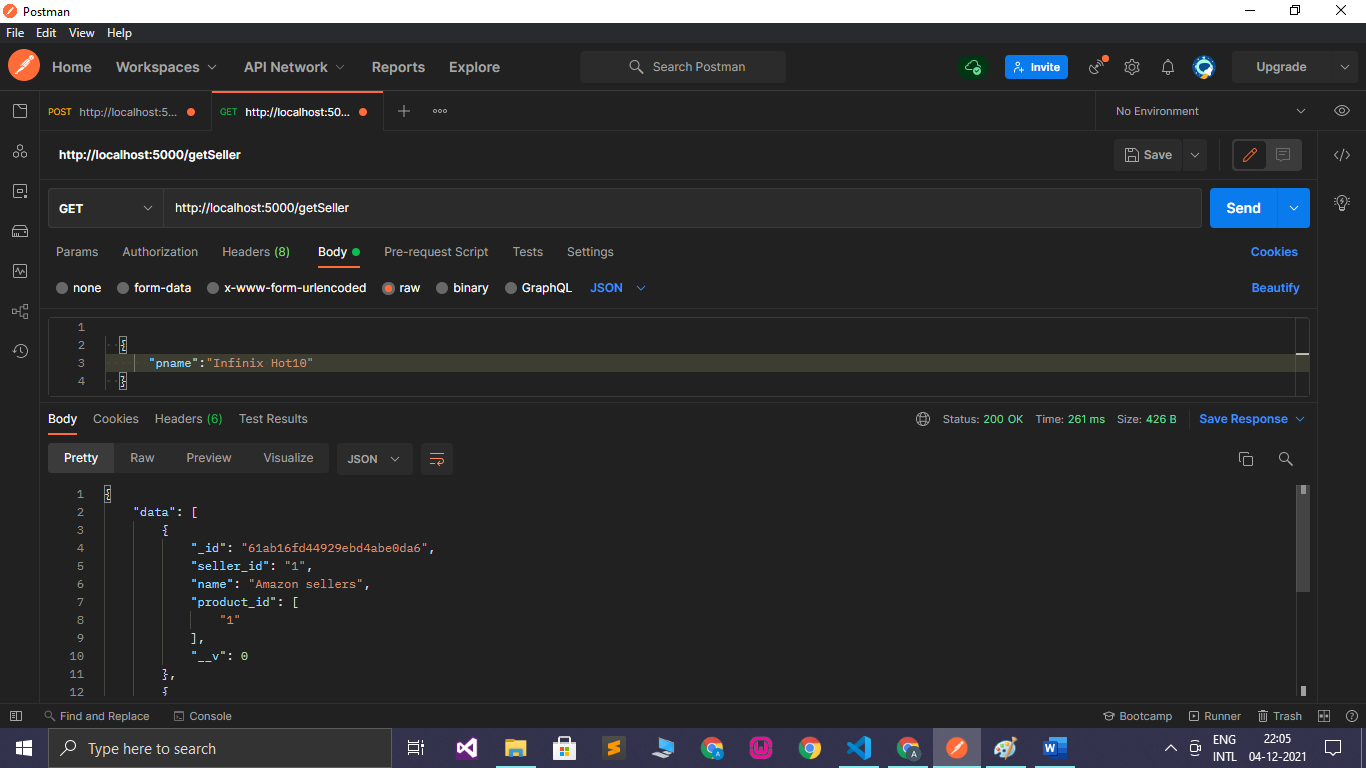 Postman
File Edit View Help
Home Workspaces API Network Reports Explore Search Postman Invite Upgrade
POST http://localhost:5... GET http://localhost:50... No Environment
http://localhost:5000/getSeller Save
GET http://localhost:5000/getSeller Send
Params Authorization Headers (8) Body Pre-request Script Tests Settings Cookies
none form-data x-www-form-urlencoded raw binary GraphQL JSON Beautify
1
2 {
3 "pname":"Infinix Hot10"
4 }
Body Cookies Headers (6) Test Results Status: 200 OK Time: 261 ms Size: 426 B Save Response
Pretty Raw Preview Visualize JSON
1 {
2 "data": [
3 {
4 "_id": "61ab16fd44929ebd4abe0da6",
5 "seller_id": "1",
6 "name": "Amazon sellers",
7 "product_id": [
8 "1"
9 ],
10 "__v": 0
11 },
12 {
Find and Replace Console Bootcamp Runner Trash
Type here to search ENG 22:05
INTL 04-12-2021